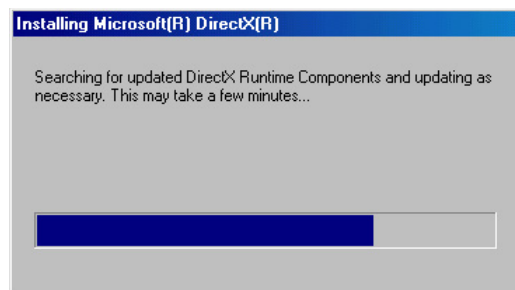 Installing Microsoft(R) DirectX(R)
Searching for updated DirectX Runtime Components and updating as
necessary. This may take a few minutes...